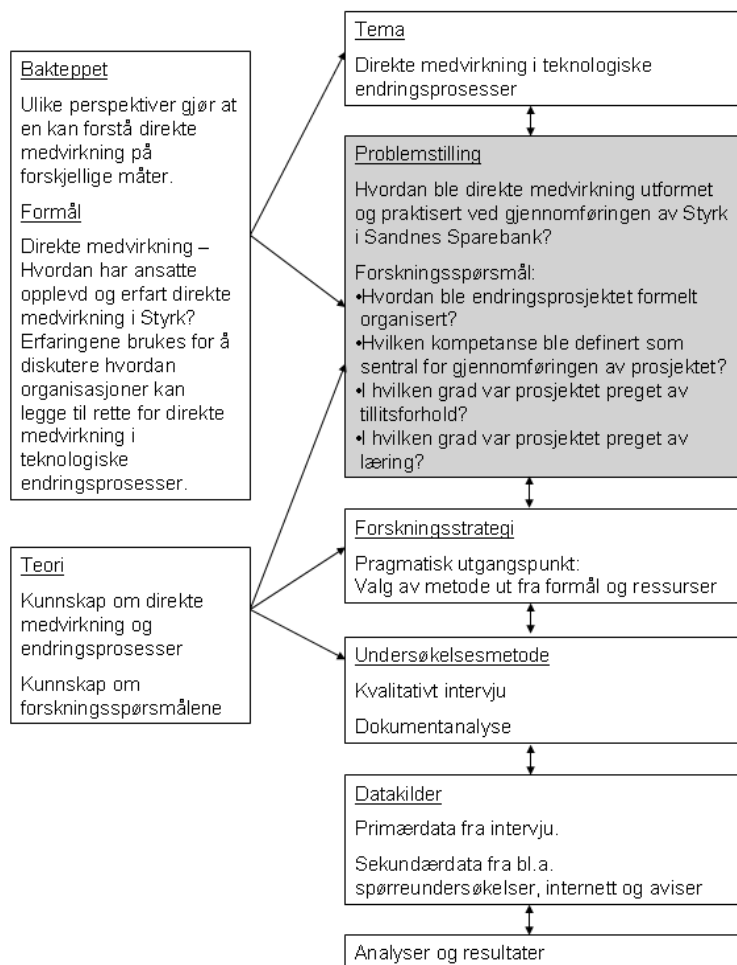 Bakteppet
Ulike perspektiver gjør at
en kan forstå direkte
medvirkning på
forskjellige måter.
Formål
Direkte medvirkning –
Hvordan har ansatte
opplevd og erfart direkte
medvirkning i Styrk?
Erfaringene brukes for å
diskutere hvordan
organisasjoner kan
legge til rette for direkte
medvirkning i
teknologiske
endringsprosesser.
Teori
Kunnskap om direkte
medvirkning og
endringsprosesser
Kunnskap om
forskningsspørsmålene
Tema
Direkte medvirkning i teknologiske
endringsprosesser
Problemstilling
Hvordan ble direkte medvirkning utformet
og praktisert ved gjennomføringen av Styrk
i Sandnes Sparebank?
Forskningsspørsmål:
•Hvordan ble endringsprosjektet formelt
organisert?
•Hvilken kompetanse ble definert som
sentral for gjennomføringen av prosjektet?
•I hvilken grad var prosjektet preget av
tillitsforhold?
•I hvilken grad var prosjektet preget av
læring?
Forskningsstrategi
Pragmatisk utgangspunkt:
Valg av metode ut fra formål og ressurser
Undersøkelsesmetode
Kvalitativt intervju
Dokumentanalyse
Datakilder
Primærdata fra intervju.
Sekundærdata fra bl.a.
spørreundersøkelser, internett og aviser
Analyser og resultater